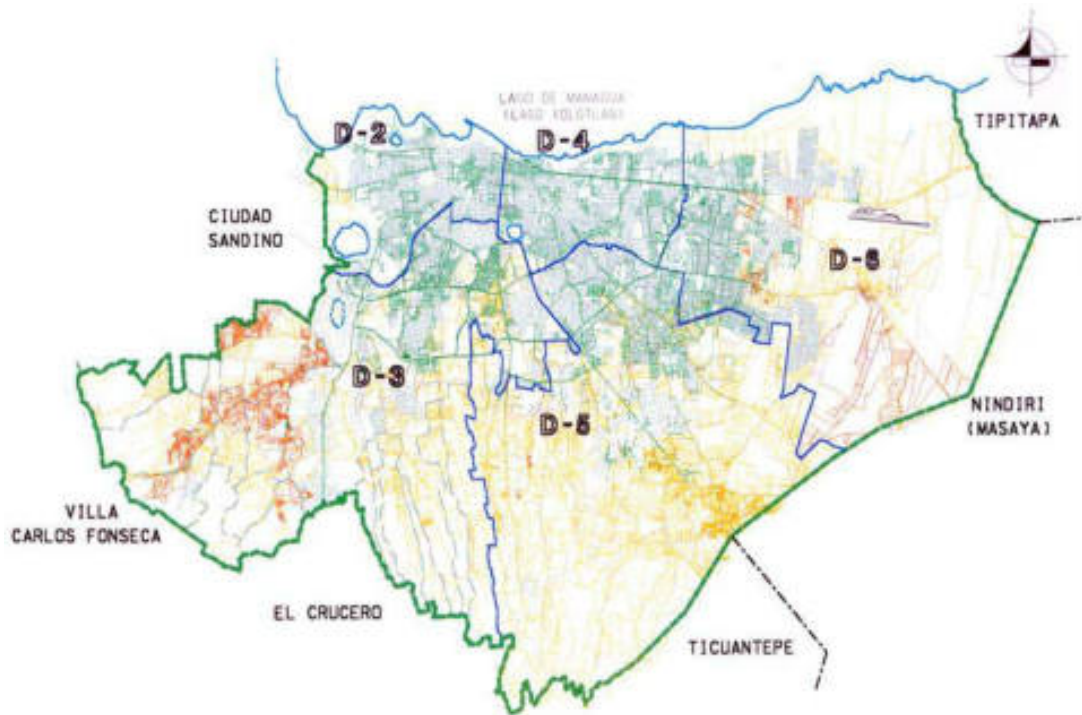 LAGO DE MANAGUA
TIPITAPA
D-2
D-4
CIUDAD
SANDINO
D-6
D-3
D-5
NINDIRI
(MASAYA)
VILLA
CARLOS FONSECA
EL CRUCERO
TICUANTEPE